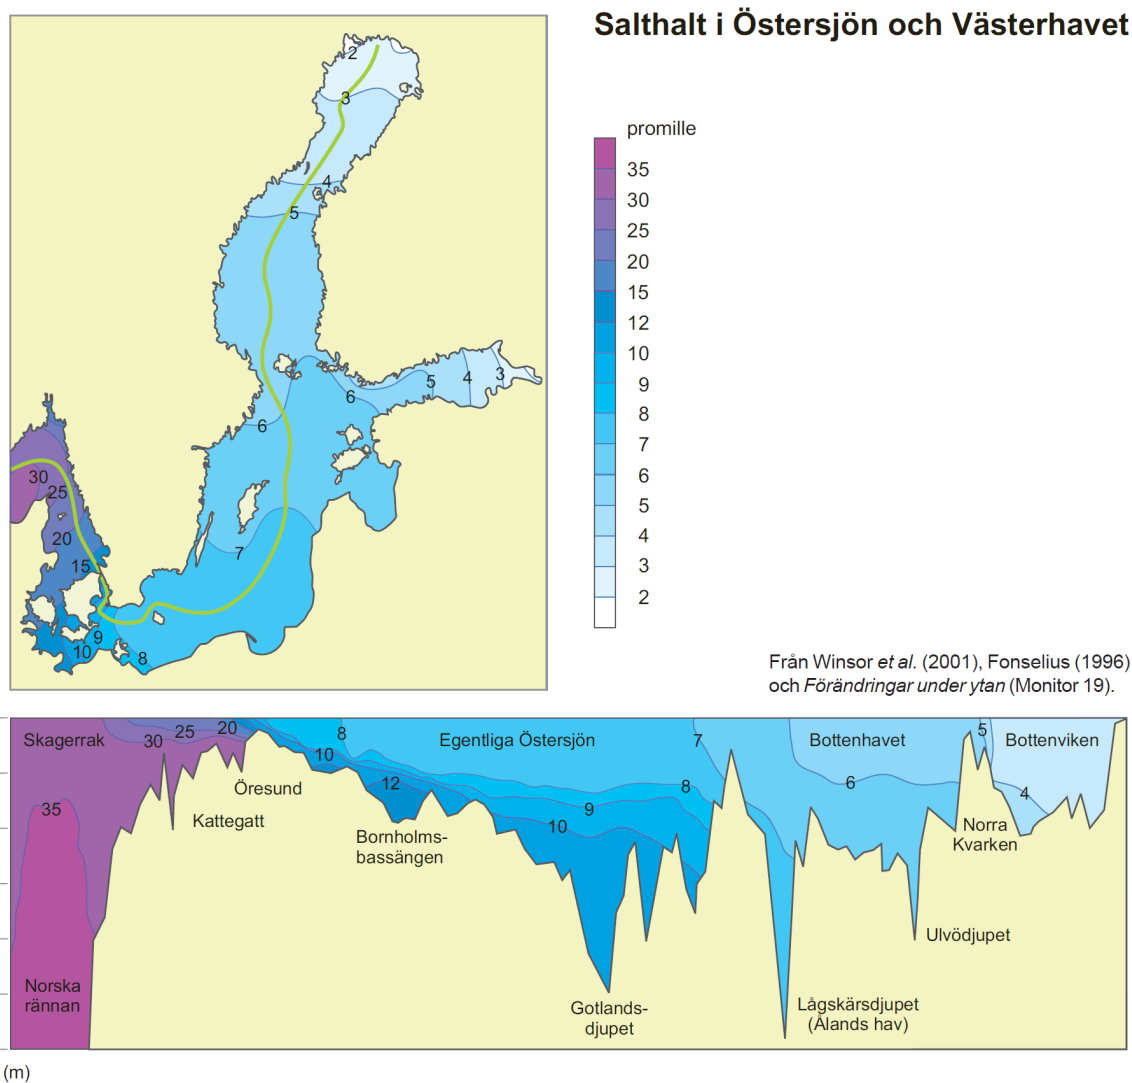 Salthalt i Östersjön och Västerhavet
promille
35
30
25
20
15
12
10
9
8
7
6
5
4
3
2
2
3
4
5
6
6
5
4
3
7
30
25
20
15
9
10
8
Från Winsor et al. (2001), Fonselius (1996)
och Förändringar under ytan (Monitor 19).
Skagerrak
30
25
20
8
Egentliga Östersjön
7
Bottenhavet
5
Bottenviken
10
12
8
6
4
35
9
10
Öresund
Kattegatt
Bornholms-
bassängen
Norra
Kvarken
Ulvödjupet
Norska
rännan
Gotlands-
djupet
Lågskärsdjupet
(Ålands hav)
(m)